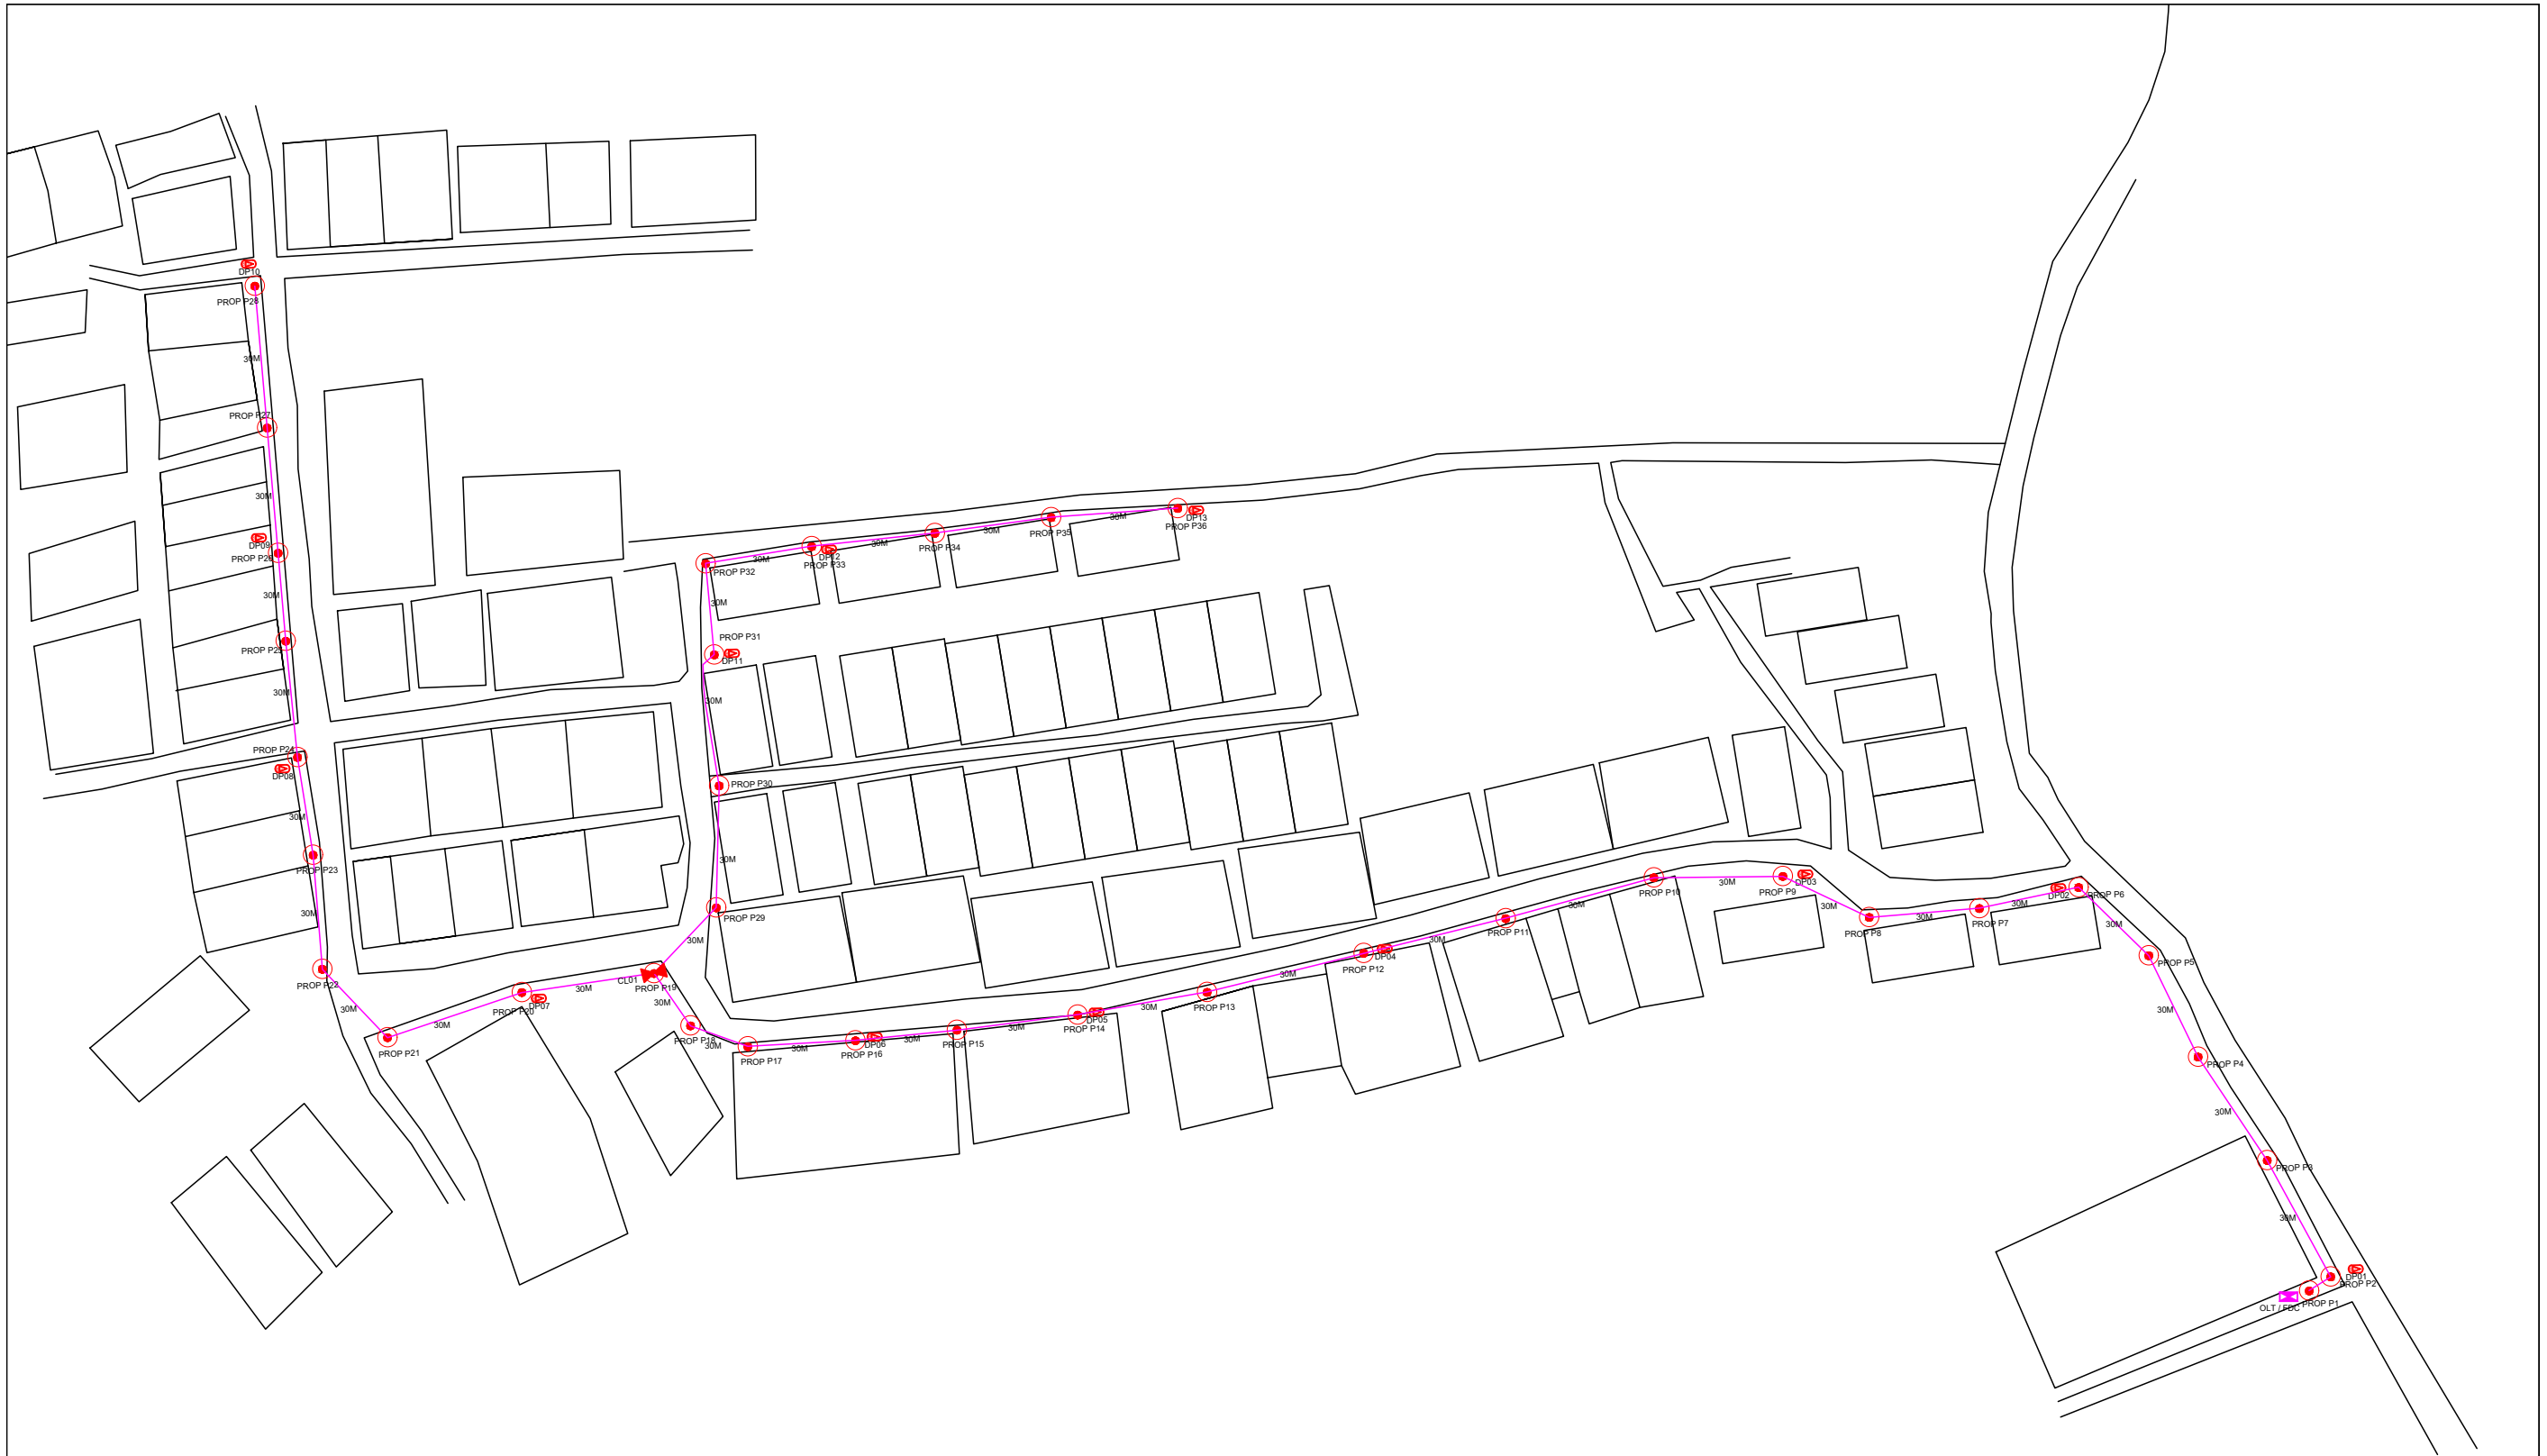 DP10
PROP P28
30M
PROP P27
30M
DP09
PROP P26
30M
PROP P25
30M
PROP P24
DP08
30M
PROP P23
30M
PROP P22
30M
PROP P21
30M
PROP P20
DP07
30M
CL01
PROP P19
30M
PROP P29
30M
PROP P30
30M
DP11
PROP P31
30M
PROP P32
30M
DP12
PROP P33
30M
PROP P34
30M
PROP P35
30M
DP13
PROP P36
30M
PROP P18
30M
PROP P17
30M
DP06
PROP P16
30M
PROP P15
30M
DP05
PROP P14
30M
PROP P13
30M
DP04
PROP P12
30M
PROP P11
30M
PROP P10
30M
DP03
PROP P9
30M
PROP P8
30M
PROP P7
30M
DP02
PROP P6
30M
PROP P5
30M
PROP P4
30M
PROP P3
30M
DP01
PROP P2
PROP P1
OLT / FDC